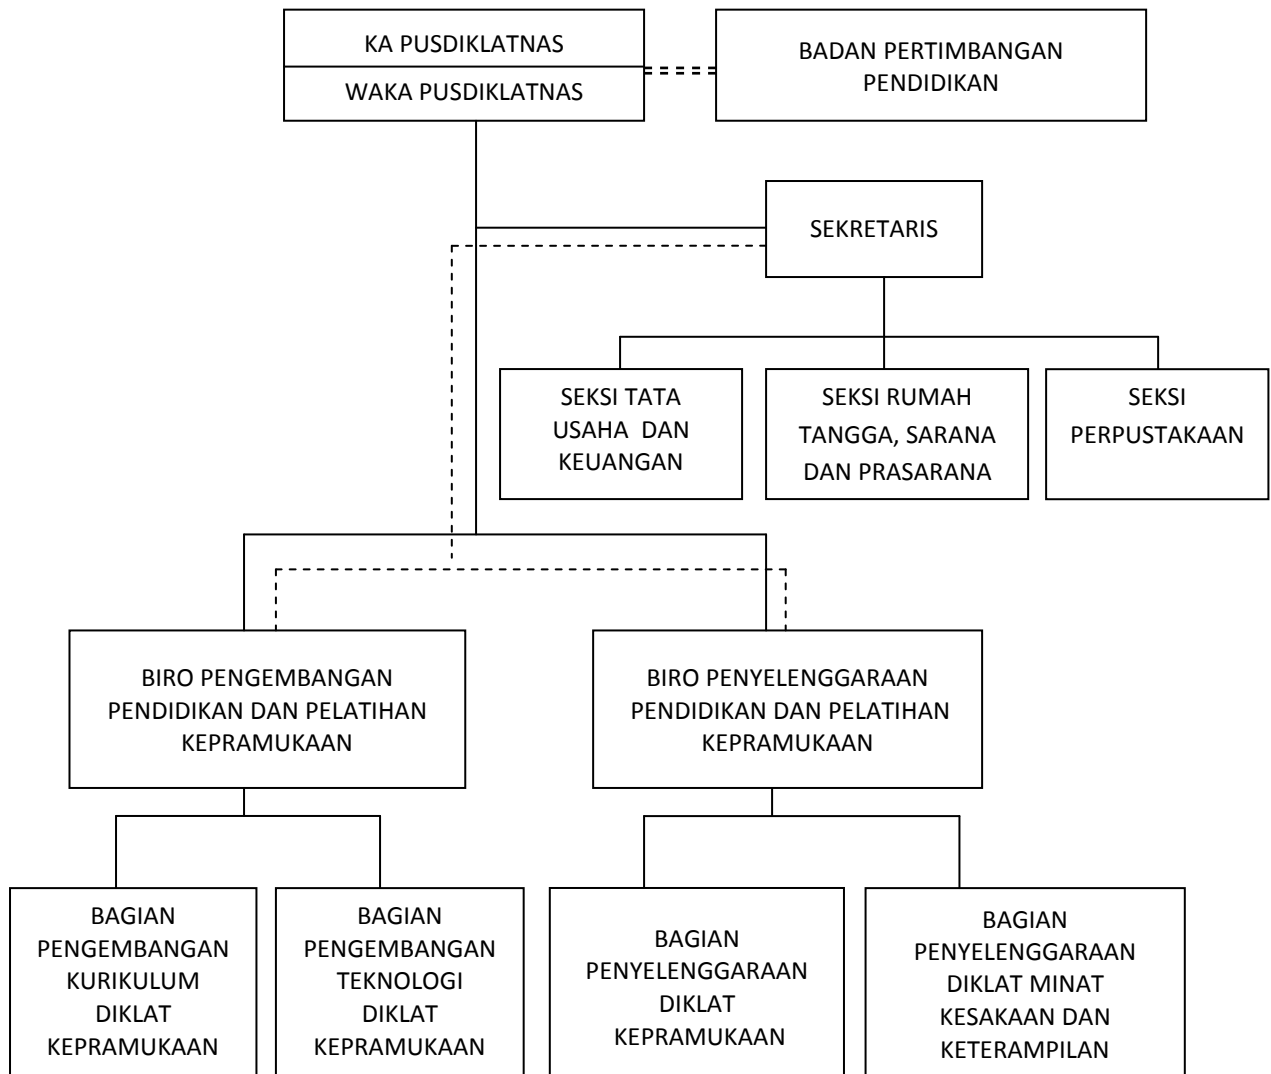 KA PUSDIKLATNAS
WAKA PUSDIKLATNAS
BADAN PERTIMBANGAN
PENDIDIKAN
SEKRETARIS
SEKSI TATA
USAHA DAN
KEUANGAN
SEKSI RUMAH
TANGGA, SARANA
DAN PRASARANA
SEKSI
PERPUSTAKAAN
BIRO PENGEMBANGAN
PENDIDIKAN DAN PELATIHAN
KEPRAMUKAAN
BIRO PENYELENGGARAAN
PENDIDIKAN DAN PELATIHAN
KEPRAMUKAAN
BAGIAN
PENGEMBANGAN
KURIKULUM
DIKLAT
KEPRAMUKAAN
BAGIAN
PENGEMBANGAN
TEKNOLOGI
DIKLAT
KEPRAMUKAAN
BAGIAN
PENYELENGGARAAN
DIKLAT
KEPRAMUKAAN
BAGIAN
PENYELENGGARAAN
DIKLAT MINAT
KESAKAAN DAN
KETERAMPILAN